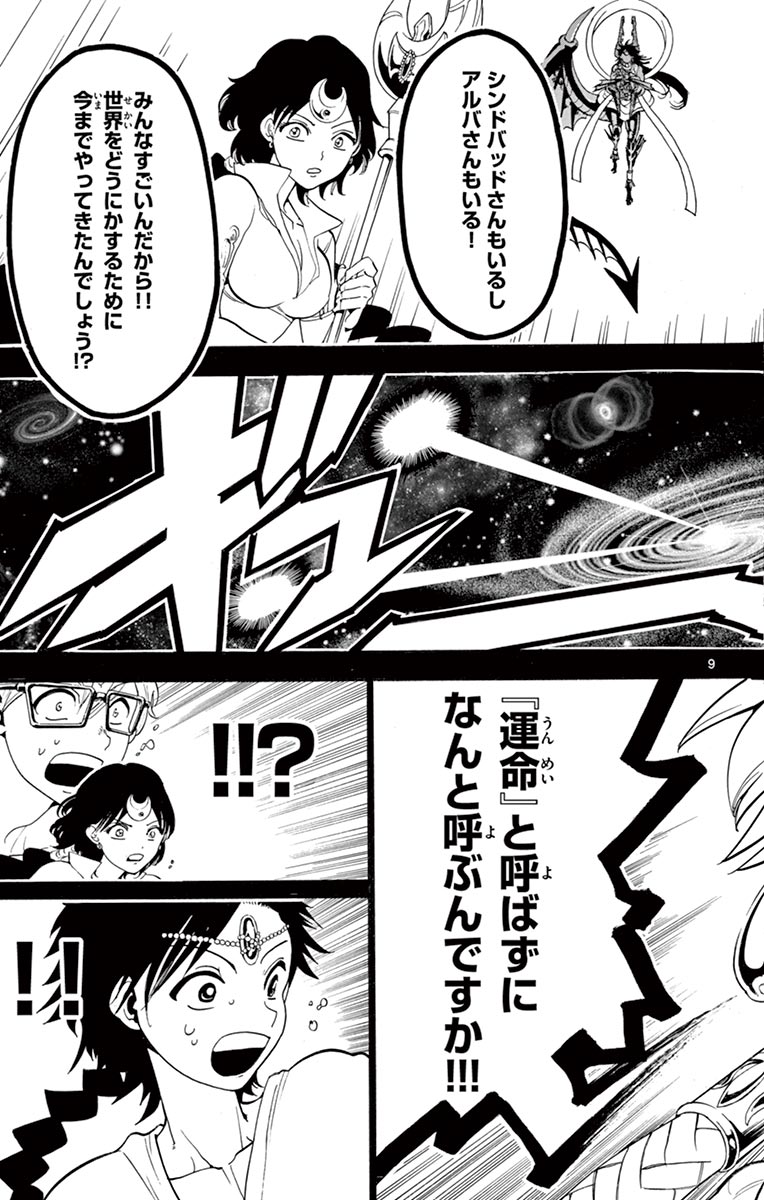 シンドバッドさんもいるし
アルバさんもいる！
みんなすごいんだから!!
世界をどうにかするために
今までやってきたんでしょう!?
ギュー
9
『運命』と呼ばずに
なんと呼ぶんですか!!!
!!?
!!